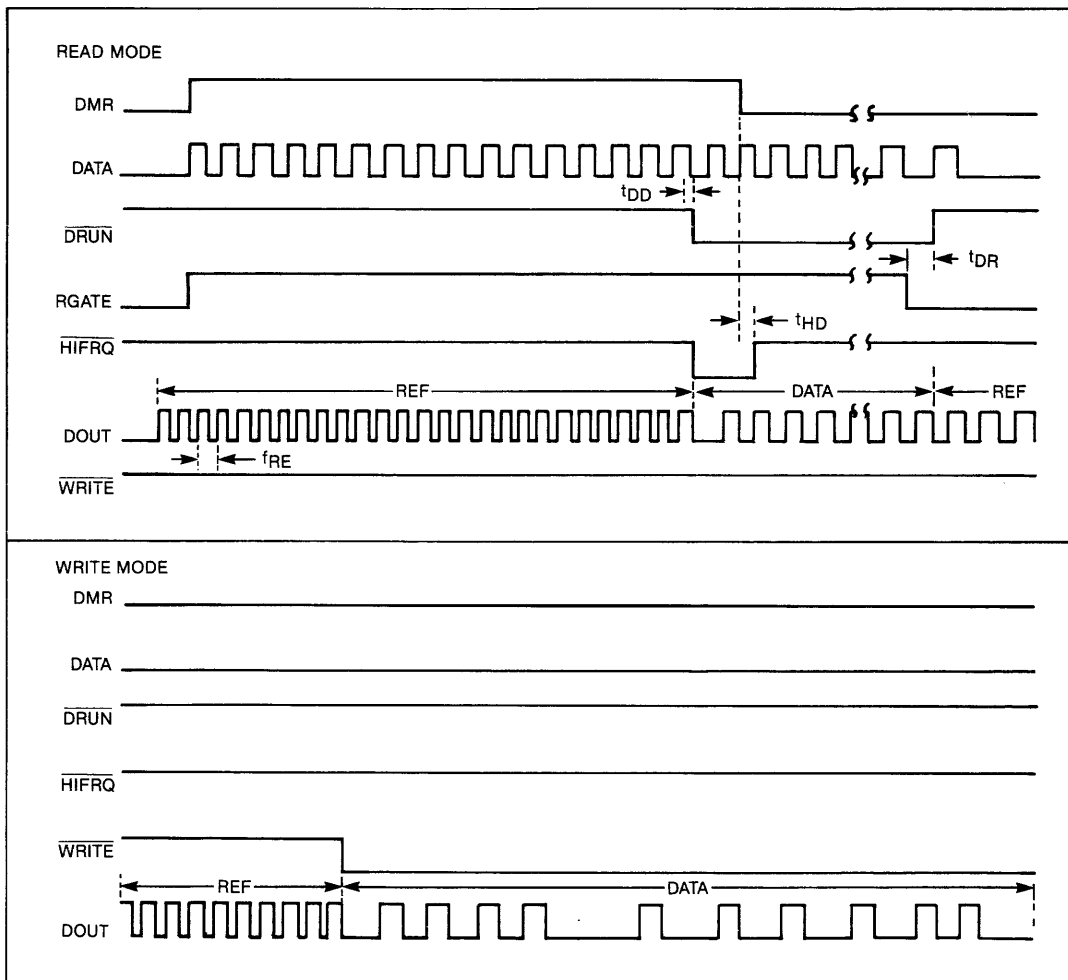 READ MODE
DMR
DATA
tDD
DRUN
tDR
RGATE
tHD
HIFRQ
REF DATA REF
DOUT
fRE
WRITE
WRITE MODE
DMR
DATA
DRUN
HIFRQ
WRITE
REF DATA
DOUT